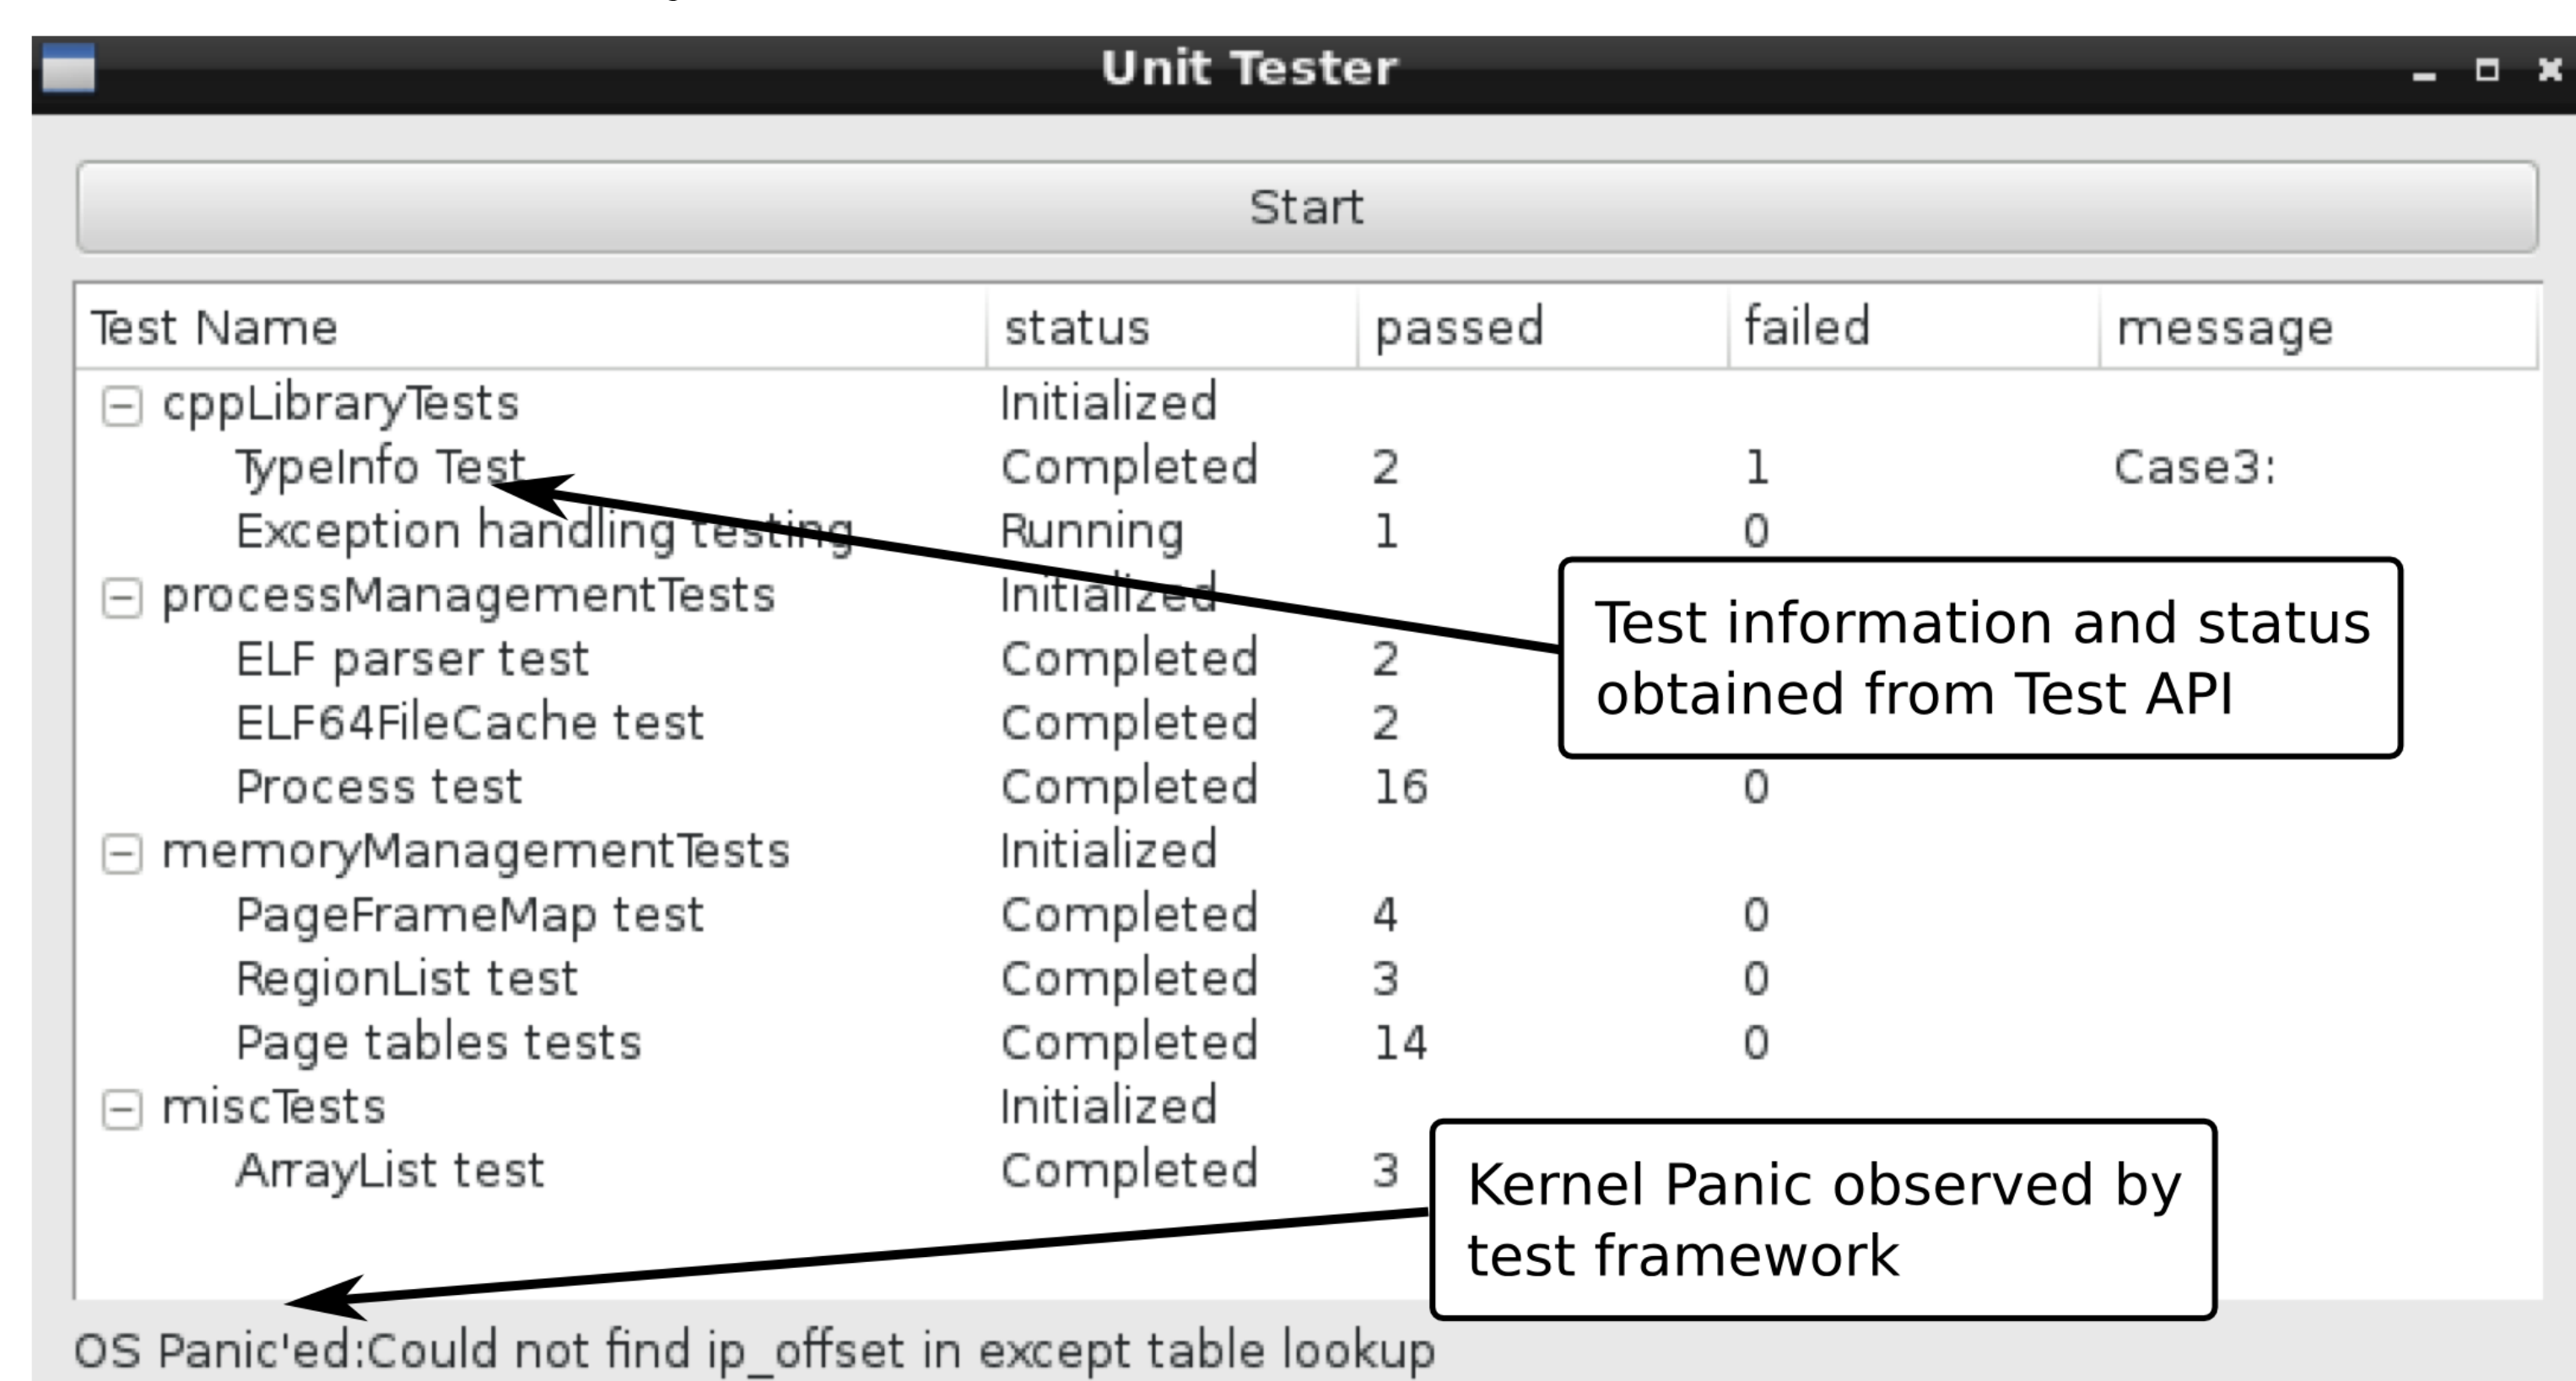 Unit Tester
Start
Test Name status passed failed message
cppLibraryTests Initialized
TypeInfo Test Completed 2 1 Case3:
Exception handling testing Running 1 0
processManagementTests Initialized
Test information and status
obtained from Test API
ELF parser test Completed 2
ELF64FileCache test Completed 2
Process test Completed 16 0
memoryManagementTests Initialized
PageFrameMap test Completed 4 0
RegionList test Completed 3 0
Page tables tests Completed 14 0
miscTests Initialized
ArrayList test Completed 3
Kernel Panic observed by
test framework
OS Panic'ed:Could not find ip_offset in except table lookup